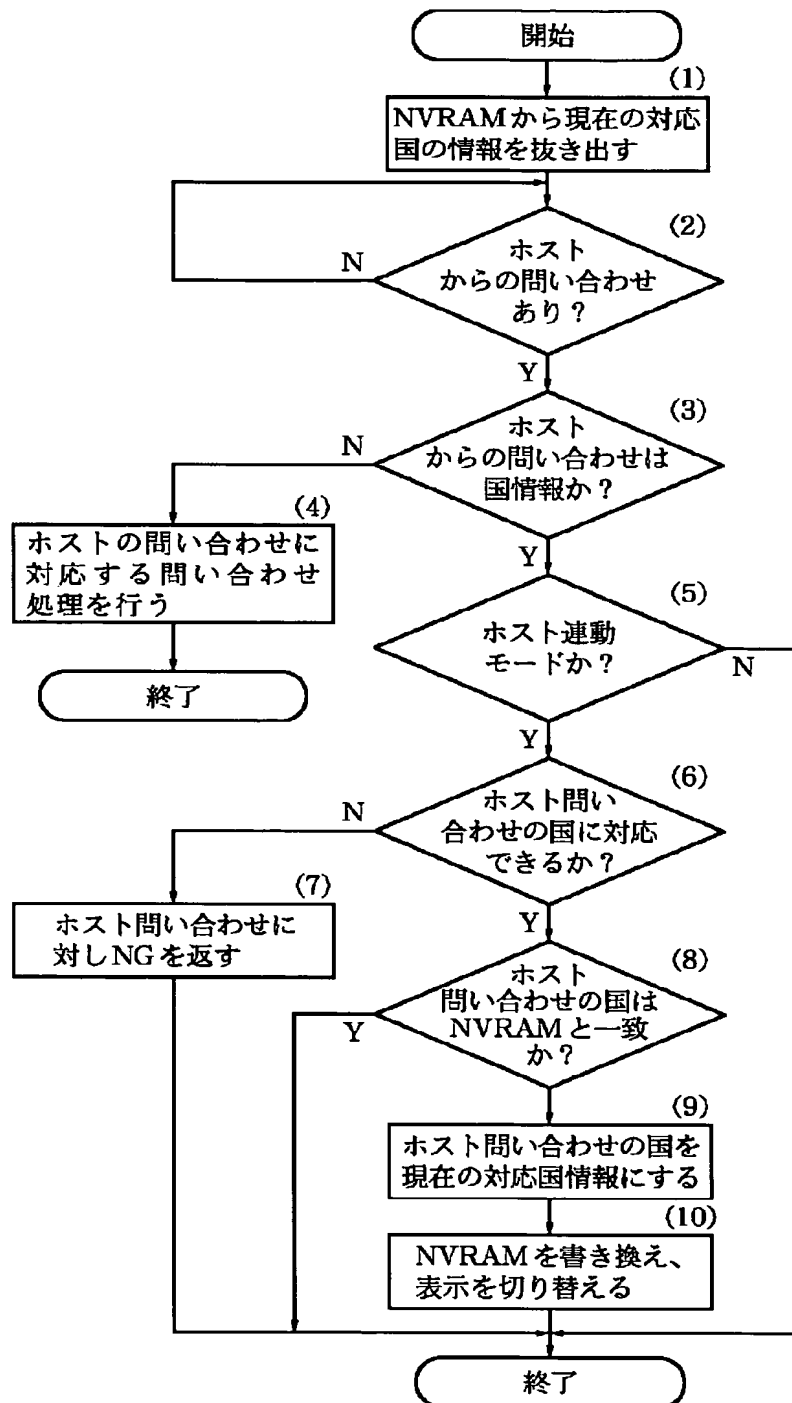 開始
(1)
NVRAMから現在の対応
国の情報を抜き出す
(2)
ホスト
からの問い合わせ
あり？
N
Y
(3)
ホスト
からの問い合わせは
国情報か？
N
Y
(4)
ホストの問い合わせに
対応する問い合わせ
処理を行う
終了
(5)
ホスト連動
モードか？
N
Y
(6)
ホスト問い
合わせの国に対応
できるか？
N
Y
(7)
ホスト問い合わせに
対しNGを返す
(8)
ホスト
問い合わせの国は
NVRAMと一致
か？
Y
(9)
ホスト問い合わせの国を
現在の対応国情報にする
(10)
NVRAMを書き換え、
表示を切り替える
終了